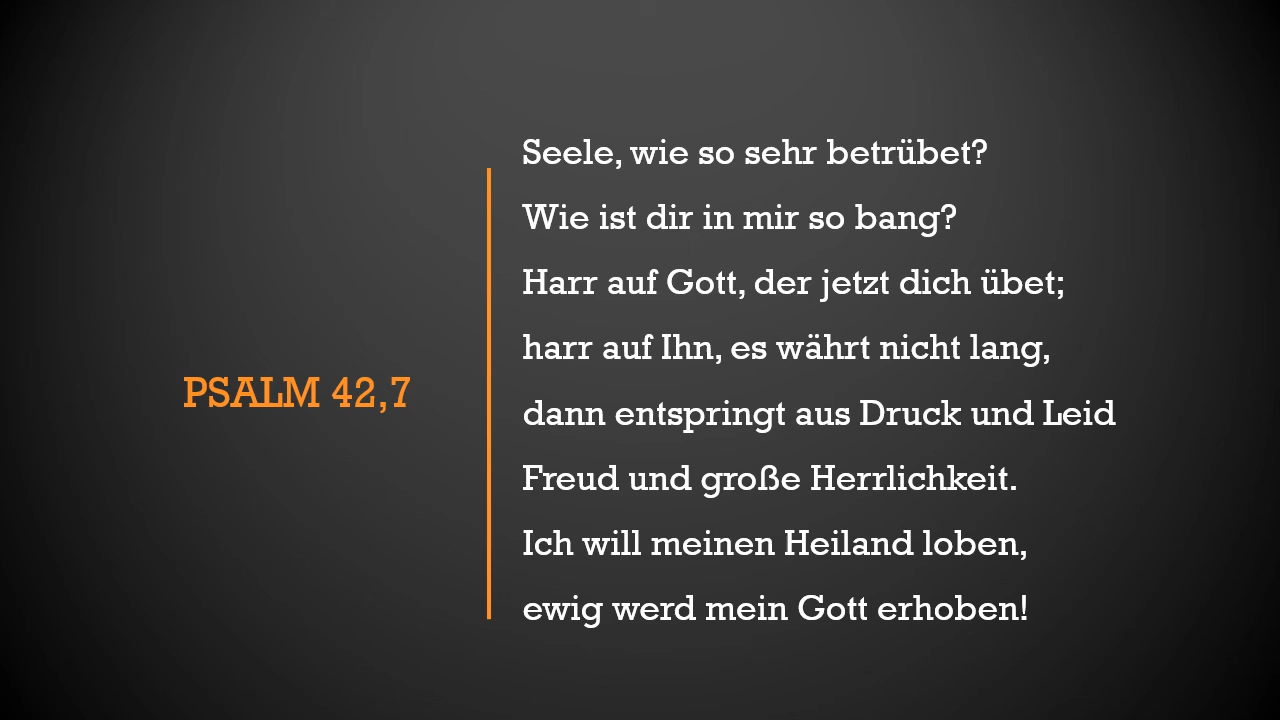 PSALM 42,7
Seele, wie so sehr betrübet?
Wie ist dir in mir so bang?
Harr auf Gott, der jetzt dich übet;
harr auf Ihn, es währt nicht lang,
dann entspringt aus Druck und Leid
Freud und große Herrlichkeit.
Ich will meinen Heiland loben,
ewig werd mein Gott erhoben!